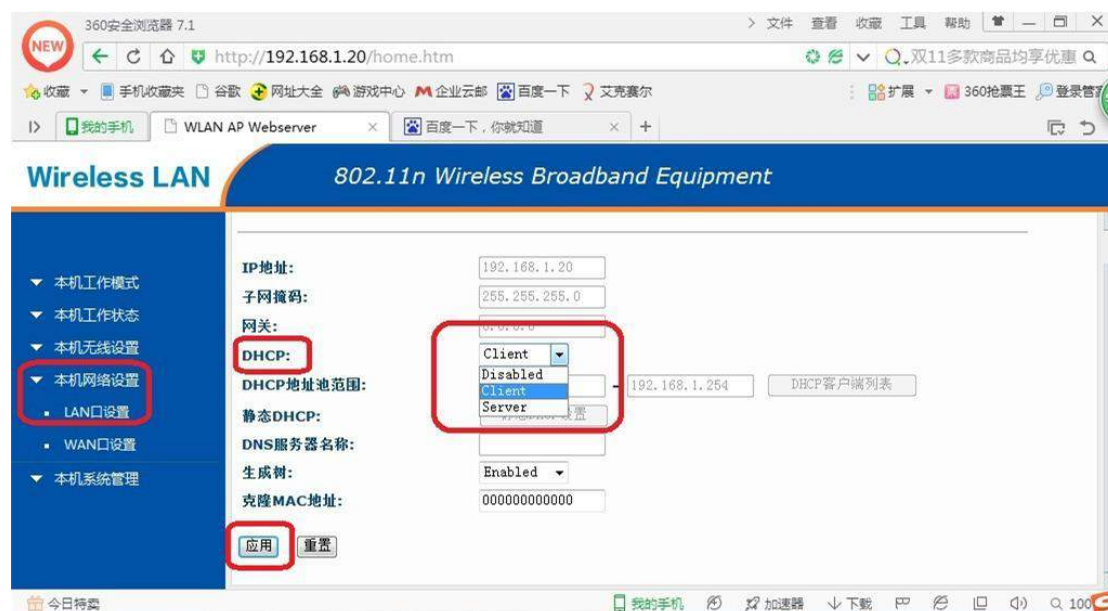 360安全浏览器 7.1
文件 查看 收藏 工具 帮助
NEW
http://192.168.1.20/home.htm
双11多款商品均享优惠
收藏 手机收藏夹 谷歌 网址大全 游戏中心 企业云邮 百度一下 艾克赛尔 扩展 360抢票王 登录管
我的手机 WLAN AP Webserver × 百度一下，你就知道 × +
Wireless LAN
802.11n Wireless Broadband Equipment
本机工作模式
本机工作状态
本机无线设置
本机网络设置
LAN口设置
WAN口设置
本机系统管理
IP地址: 192.168.1.20
子网掩码: 255.255.255.0
网关: 0.0.0.0
DHCP: Client
Disabled
Client
Server
DHCP地址池范围: - 192.168.1.254 DHCP客户端列表
静态DHCP:
DNS服务器名称:
生成树: Enabled
克隆MAC地址: 000000000000
应用 重置
今日特卖 我的手机 加速器 下载 100